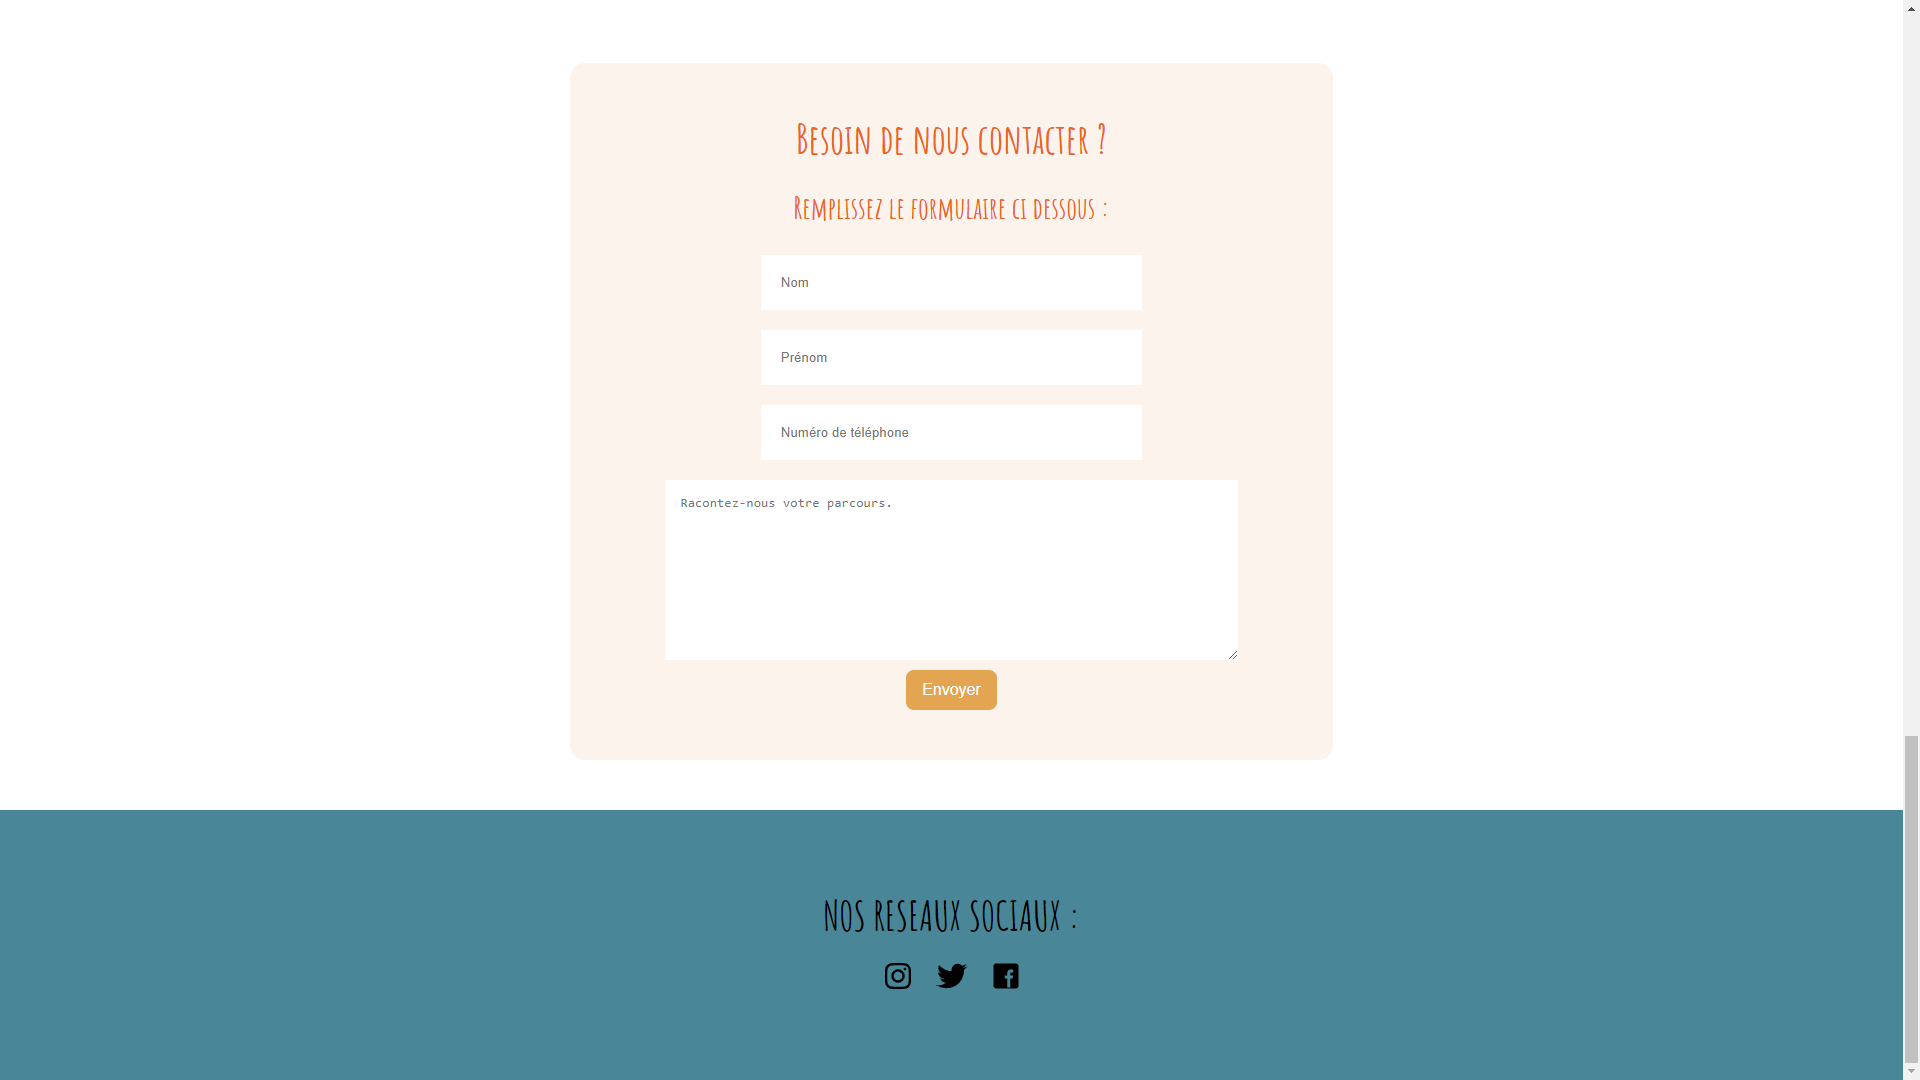 Besoin de nous contacter ?
Remplissez le formulaire ci dessous :
Nom
Prénom
Numéro de téléphone
Racontez-nous votre parcours.
Envoyer
NOS RESEAUX SOCIAUX :